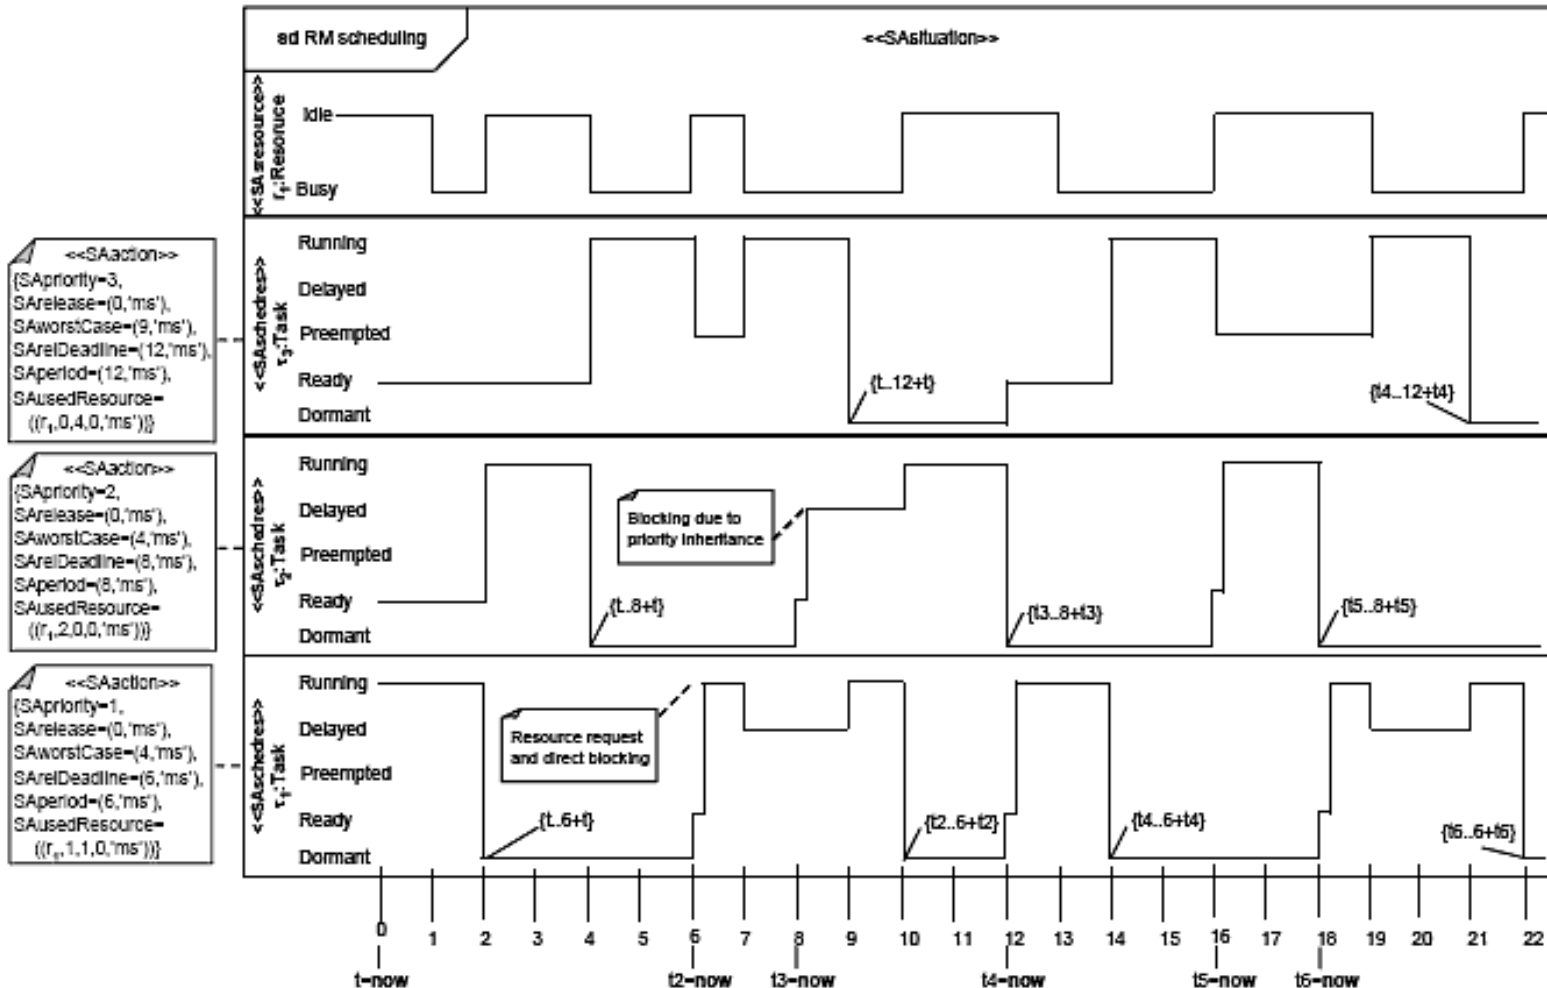 sd RM scheduling
<<SAsituation>>
<<SAsresource>>
r1:Resoruce
Idle
Busy
<<SAaction>>
{SApriority=3,
SArelease=(0,'ms'),
SAworstCase=(9,'ms'),
SArelDeadline=(12,'ms'),
SAperiod=(12,'ms'),
SAusedResource=
((r1,0,4,0,'ms'))}
<<SAschedres>>
τ3:Task
Running
Delayed
Preempted
Ready
Dormant
{t..12+t}
{t4..12+t4}
<<SAaction>>
{SApriority=2,
SArelease=(0,'ms'),
SAworstCase=(4,'ms'),
SArelDeadline=(8,'ms'),
SAperiod=(8,'ms'),
SAusedResource=
((r1,2,0,0,'ms'))}
<<SAschedres>>
τ2:Task
Running
Delayed
Preempted
Ready
Dormant
Blocking due to
priority inheritance
{t..8+t}
{t3..8+t3}
{t5..8+t5}
<<SAaction>>
{SApriority=1,
SArelease=(0,'ms'),
SAworstCase=(4,'ms'),
SArelDeadline=(6,'ms'),
SAperiod=(6,'ms'),
SAusedResource=
((r1,1,1,0,'ms'))}
<<SAschedres>>
τ1:Task
Running
Delayed
Preempted
Ready
Dormant
Resource request
and direct blocking
{t..6+t}
{t2..6+t2}
{t4..6+t4}
{t6..6+t6}
0 1 2 3 4 5 6 7 8 9 10 11 12 13 14 15 16 17 18 19 20 21 22
t=now t2=now t3=now t4=now t5=now t6=now